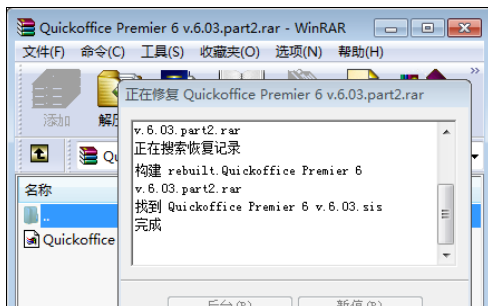 Quickoffice Premier 6 v.6.03.part2.rar - WinRAR
文件(F) 命令(C) 工具(S) 收藏夹(O) 选项(N) 帮助(H)
正在修复 Quickoffice Premier 6 v.6.03.part2.rar
添加
v.6.03.part2.rar
正在搜索恢复记录
构建 rebuilt.Quickoffice Premier 6
v.6.03.part2.rar
找到 Quickoffice Premier 6 v.6.03.sis
完成
名称
..
Quickoffice